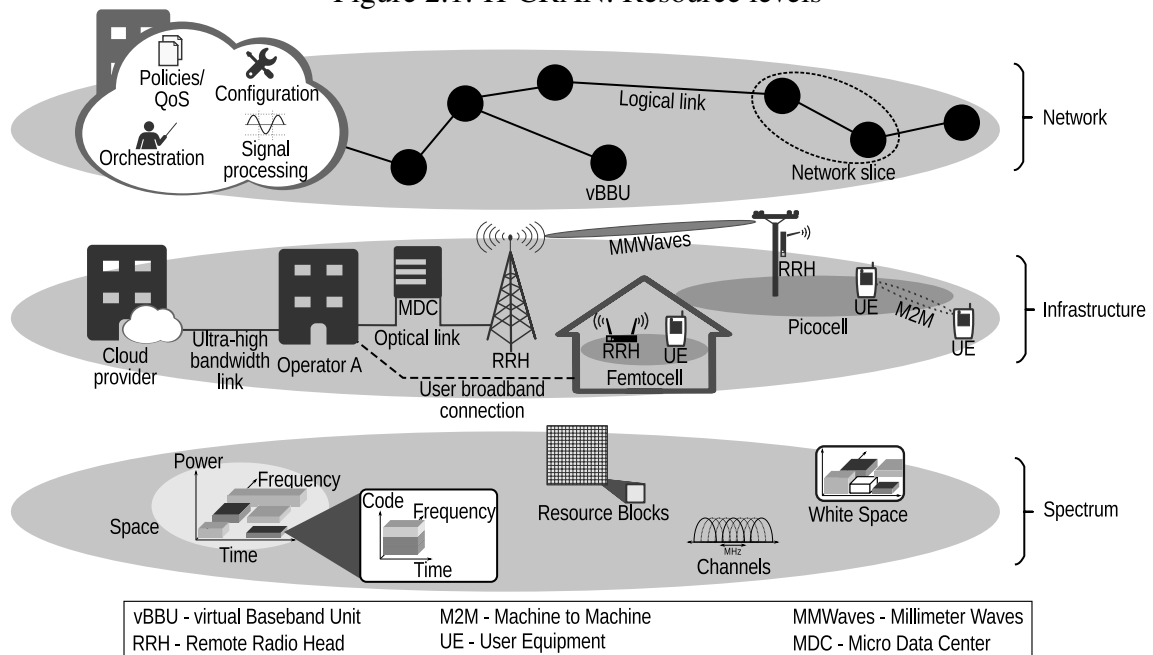 Figure 2.1: H-CRAN: Resource levels
Policies/
QoS
Configuration
Orchestration
Signal
processing
Logical link
vBBU
Network slice
Network
MMWaves
RRH
MDC
Optical link
RRH
Cloud
provider
Ultra-high
bandwidth
link
Operator A
User broadband
connection
RRH
UE
Femtocell
UE
Picocell
M2M
UE
Infrastructure
Power
Frequency
Space
Time
Code
Frequency
Time
Resource Blocks
MHz
Channels
White Space
Spectrum
vBBU - virtual Baseband Unit
M2M - Machine to Machine
MMWaves - Millimeter Waves
RRH - Remote Radio Head
UE - User Equipment
MDC - Micro Data Center